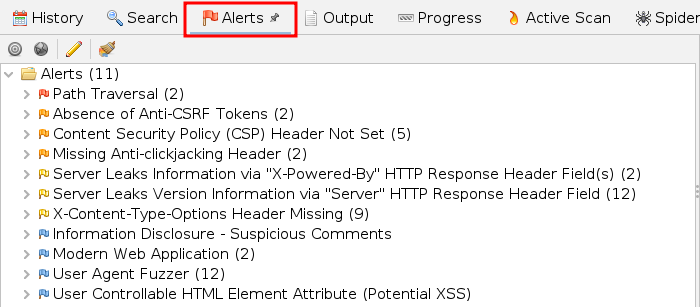 History Search Alerts Output Progress Active Scan Spider
Alerts (11)
Path Traversal (2)
Absence of Anti-CSRF Tokens (2)
Content Security Policy (CSP) Header Not Set (5)
Missing Anti-clickjacking Header (2)
Server Leaks Information via "X-Powered-By" HTTP Response Header Field(s) (2)
Server Leaks Version Information via "Server" HTTP Response Header Field (12)
X-Content-Type-Options Header Missing (9)
Information Disclosure - Suspicious Comments
Modern Web Application (2)
User Agent Fuzzer (12)
User Controllable HTML Element Attribute (Potential XSS)